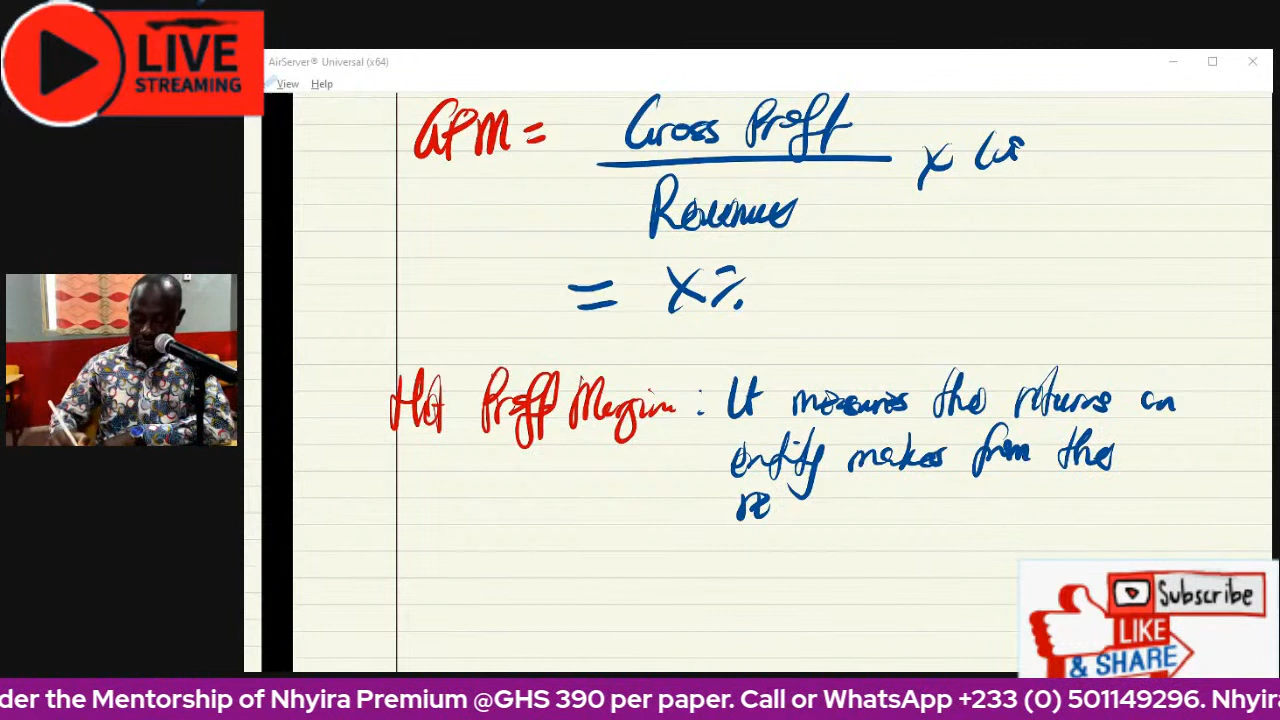 LIVE
STREAMING
AirServer® Universal (x64)
View Help
GPM = Gross Profit
x
Revenue
= X%
Net Profit Margin : It measures the returns an
entity makes from the
re
Subscribe
LIKE
& SHARE
der the Mentorship of Nhyira Premium @GHS 390 per paper. Call or WhatsApp +233 (0) 501149296. Nhyir